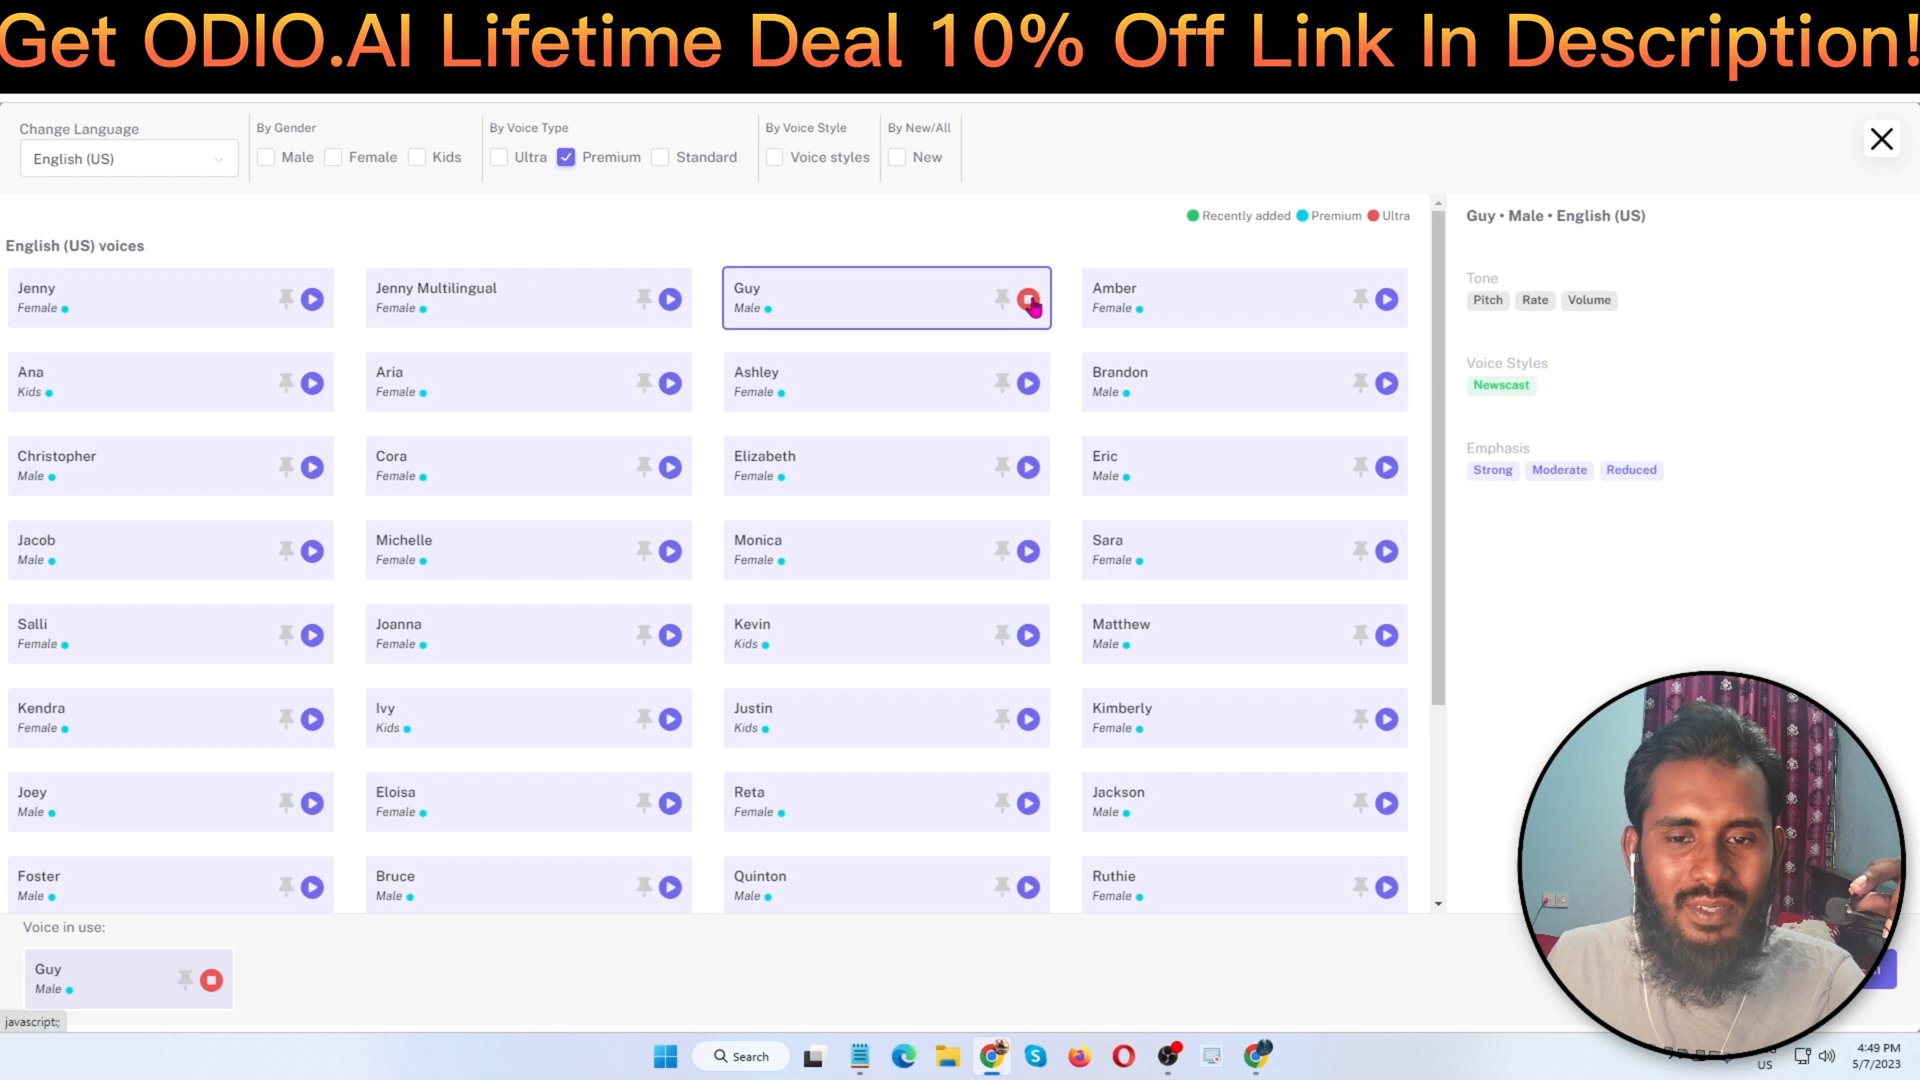 Get ODIO.AI Lifetime Deal 10% Off Link In Description!
Change Language
English (US)
By Gender
Male Female Kids
By Voice Type
Ultra Premium Standard
By Voice Style
Voice styles
By New/All
New
Recently added Premium Ultra
English (US) voices
Jenny
Female
Jenny Multilingual
Female
Guy
Male
Amber
Female
Ana
Kids
Aria
Female
Ashley
Female
Brandon
Male
Christopher
Male
Cora
Female
Elizabeth
Female
Eric
Male
Jacob
Male
Michelle
Female
Monica
Female
Sara
Female
Salli
Female
Joanna
Female
Kevin
Kids
Matthew
Male
Kendra
Female
Ivy
Kids
Justin
Kids
Kimberly
Female
Joey
Male
Eloisa
Female
Reta
Female
Jackson
Male
Foster
Male
Bruce
Male
Quinton
Male
Ruthie
Female
Guy • Male • English (US)
Tone
Pitch Rate Volume
Voice Styles
Newscast
Emphasis
Strong Moderate Reduced
Voice in use:
Guy
Male
javascript:;
Search
US
4:49 PM
5/7/2023